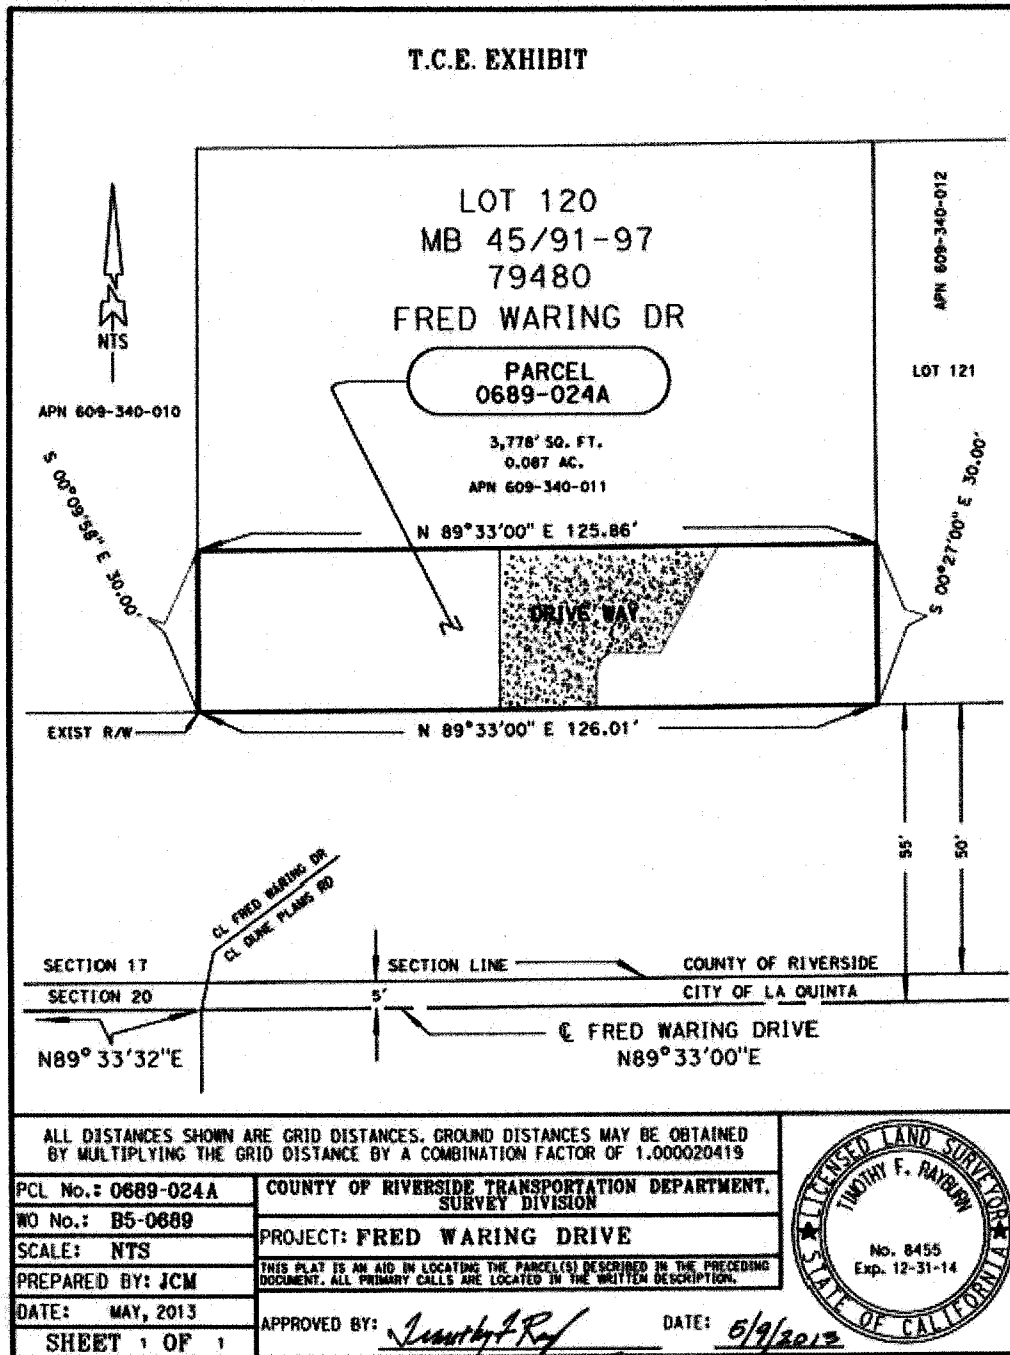 T.C.E. EXHIBIT
LOT 120
MB 45/91-97
79480
FRED WARING DR
PARCEL
0689-024A
3,778' SQ. FT.
0.087 AC.
APN 609-340-011
N
NTS
APN 609-340-010
APN 609-340-012
LOT 121
S 00°09'58" E 30.00'
S 00°27'00" E 30.00'
N 89°33'00" E 125.86'
DRIVE WAY
EXIST R/W
N 89°33'00" E 126.01'
55'
50'
CL FRED WARING DR
CL DUNE PLAMS RD
SECTION 17
SECTION LINE
COUNTY OF RIVERSIDE
SECTION 20
5'
CITY OF LA QUINTA
N89°33'32"E
℄ FRED WARING DRIVE
N89°33'00"E
ALL DISTANCES SHOWN ARE GRID DISTANCES. GROUND DISTANCES MAY BE OBTAINED
BY MULTIPLYING THE GRID DISTANCE BY A COMBINATION FACTOR OF 1.000020419
PCL No.: 0689-024A
WO No.: B5-0689
SCALE: NTS
PREPARED BY: JCM
DATE: MAY, 2013
SHEET 1 OF 1
COUNTY OF RIVERSIDE TRANSPORTATION DEPARTMENT,
SURVEY DIVISION
PROJECT: FRED WARING DRIVE
THIS PLAT IS AN AID IN LOCATING THE PARCEL(S) DESCRIBED IN THE PRECEDING
DOCUMENT. ALL PRIMARY CALLS ARE LOCATED IN THE WRITTEN DESCRIPTION.
APPROVED BY: Timothy F Ray
DATE: 5/9/2013
LICENSED LAND SURVEYOR
TIMOTHY F. RAYBURN
No. 8455
Exp. 12-31-14
STATE OF CALIFORNIA